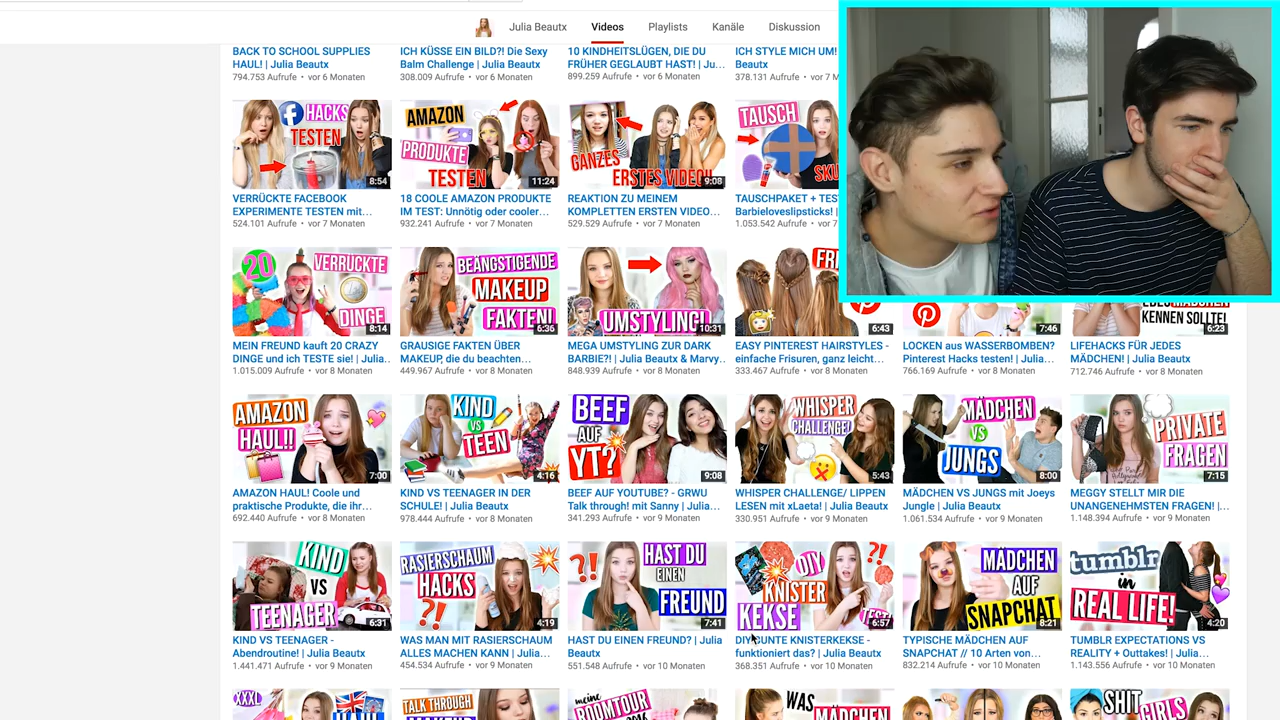 Julia Beautx Videos Playlists Kanäle Diskussion
BACK TO SCHOOL SUPPLIES
HAUL! | Julia Beautx
794.753 Aufrufe • vor 6 Monaten
ICH KÜSSE EIN BILD?! Die Sexy
Balm Challenge | Julia Beautx
308.009 Aufrufe • vor 6 Monaten
10 KINDHEITSLÜGEN, DIE DU
FRÜHER GEGLAUBT HAST! | Ju...
899.259 Aufrufe • vor 6 Monaten
ICH STYLE MICH UM!
Beautx
378.131 Aufrufe • vor 7 M
HACKS
TESTEN
8:54
VERRÜCKTE FACEBOOK
EXPERIMENTE TESTEN mit...
524.101 Aufrufe • vor 7 Monaten
AMAZON
PRODUKTE
TESTEN
11:24
18 COOLE AMAZON PRODUKTE
IM TEST: Unnötig oder cooler...
932.241 Aufrufe • vor 7 Monaten
GANZES
ERSTES VIDEO!
9:08
REAKTION ZU MEINEM
KOMPLETTEN ERSTEN VIDEO...
529.529 Aufrufe • vor 7 Monaten
TAUSCH
SKU
TAUSCHPAKET + TES
Barbieloveslipsticks! |
1.053.542 Aufrufe • vor 7
20
VERRÜCKTE
DINGE
8:14
MEIN FREUND kauft 20 CRAZY
DINGE und ich TESTE sie! | Julia...
1.015.009 Aufrufe • vor 8 Monaten
BEÄNGSTIGENDE
MAKEUP
FAKTEN!
6:36
GRAUSIGE FAKTEN ÜBER
MAKEUP, die du beachten...
449.967 Aufrufe • vor 8 Monaten
UMSTYLING!
10:31
MEGA UMSTYLING ZUR DARK
BARBIE?! | Julia Beautx & Marvy...
848.939 Aufrufe • vor 8 Monaten
FRI
6:43
EASY PINTEREST HAIRSTYLES -
einfache Frisuren, ganz leicht...
333.467 Aufrufe • vor 8 Monaten
7:46
LOCKEN aus WASSERBOMBEN?
Pinterest Hacks testen! | Julia...
766.169 Aufrufe • vor 8 Monaten
KENNEN SOLLTE!
6:23
LIFEHACKS FÜR JEDES
MÄDCHEN! | Julia Beautx
712.746 Aufrufe • vor 8 Monaten
AMAZON
HAUL!!
7:00
AMAZON HAUL! Coole und
praktische Produkte, die ihr...
692.440 Aufrufe • vor 8 Monaten
KIND
VS
TEEN
4:16
KIND VS TEENAGER IN DER
SCHULE! | Julia Beautx
978.444 Aufrufe • vor 8 Monaten
BEEF
AUF
YT?
9:08
BEEF AUF YOUTUBE? - GRWU
Talk through! mit Sanny | Julia...
341.293 Aufrufe • vor 9 Monaten
WHISPER
CHALLENGE!
5:43
WHISPER CHALLENGE/ LIPPEN
LESEN mit xLaeta! | Julia Beautx
330.951 Aufrufe • vor 9 Monaten
MÄDCHEN
VS
JUNGS
8:00
MÄDCHEN VS JUNGS mit Joeys
Jungle | Julia Beautx
1.061.534 Aufrufe • vor 9 Monaten
PRIVATE
FRAGEN
7:15
MEGGY STELLT MIR DIE
UNANGENEHMSTEN FRAGEN! |...
1.148.394 Aufrufe • vor 9 Monaten
KIND
VS
TEENAGER
6:31
KIND VS TEENAGER -
Abendroutine! | Julia Beautx
1.441.471 Aufrufe • vor 9 Monaten
RASIERSCHAUM
HACKS
?!
4:19
WAS MAN MIT RASIERSCHAUM
ALLES MACHEN KANN | Julia...
454.534 Aufrufe • vor 9 Monaten
?!
HAST DU
EINEN
FREUND
7:41
HAST DU EINEN FREUND? | Julia
Beautx
551.548 Aufrufe • vor 10 Monaten
?!
DIY
KNISTER
KEKSE
TEST!
6:57
DIY BUNTE KNISTERKEKSE -
funktioniert das? | Julia Beautx
368.351 Aufrufe • vor 10 Monaten
MÄDCHEN
AUF
SNAPCHAT
8:21
TYPISCHE MÄDCHEN AUF
SNAPCHAT // 10 Arten von...
832.214 Aufrufe • vor 10 Monaten
tumblr
in
REAL LIFE!
4:20
TUMBLR EXPECTATIONS VS
REALITY + Outtakes! | Julia...
1.143.556 Aufrufe • vor 10 Monaten
XXXL
TALK THROUGH
meine
ROOMTOUR
WAS
MÄDCHEN
SHIT
GIRLS